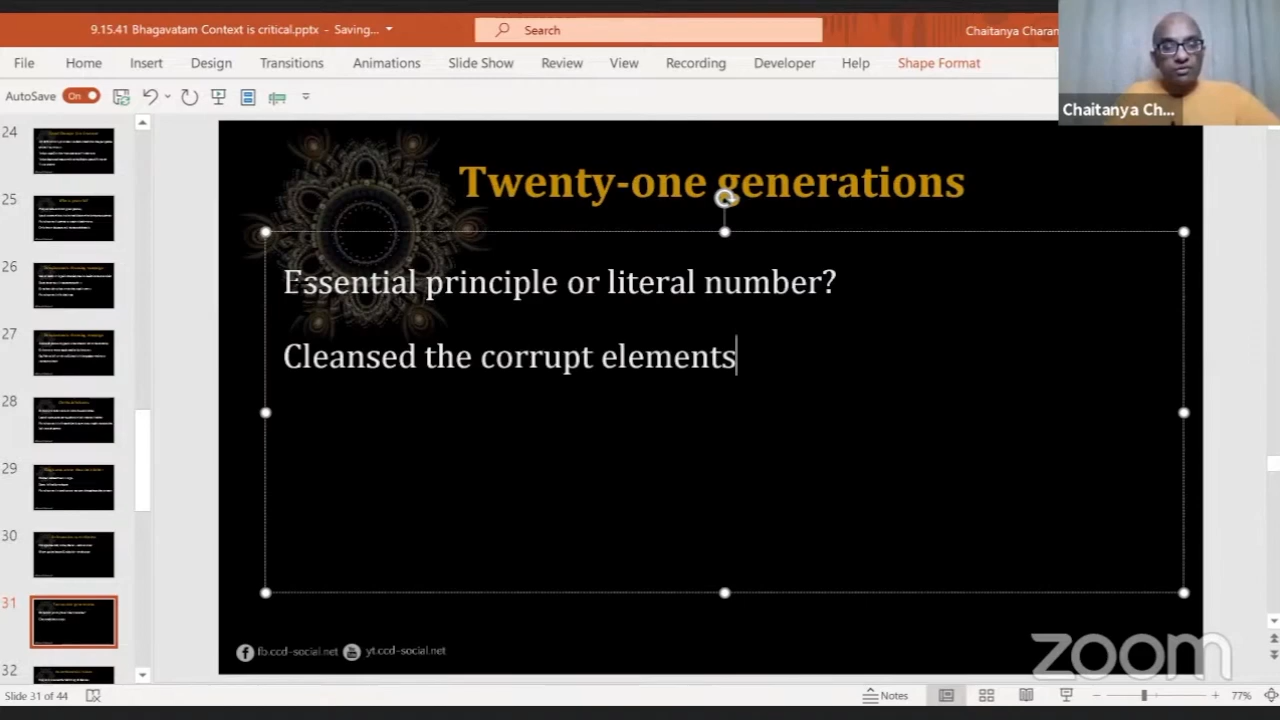 9.15.41 Bhagavatam Context is critical.pptx - Saving...
Search
Chaitanya Charan
File Home Insert Design Transitions Animations Slide Show Review View Recording Developer Help Shape Format
AutoSave On
Chaitanya Ch...
24
25
26
27
28
29
30
31
32
Twenty-one generations
Essential principle or literal number?
Cleansed the corrupt elements
fb.ccd-social.net yt.ccd-social.net
zoom
Slide 31 of 44
Notes
77%